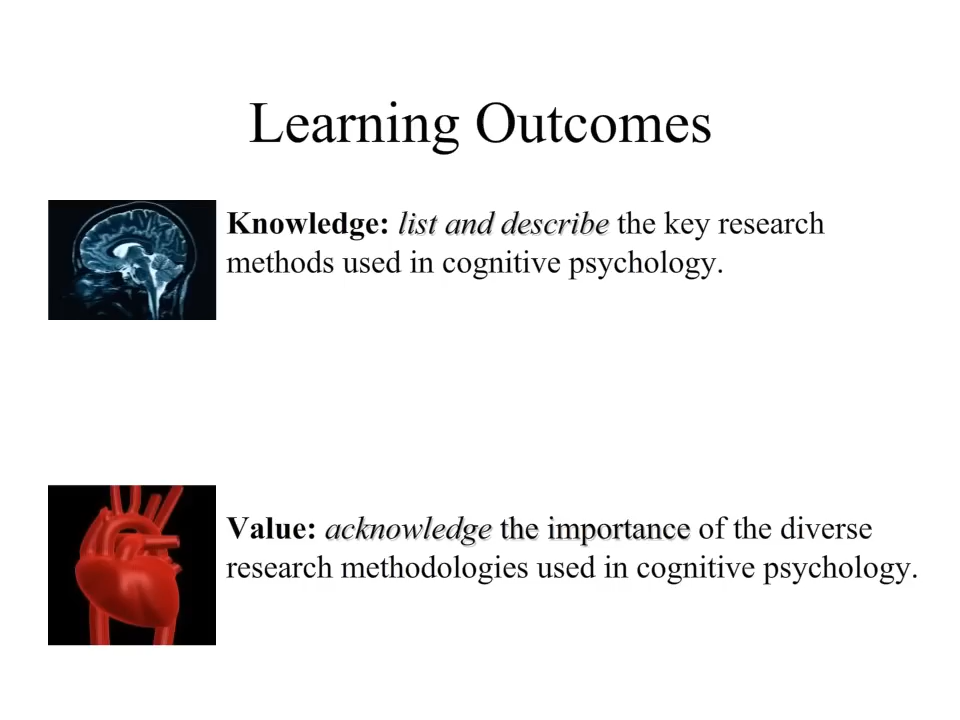 Learning Outcomes
Knowledge: list and describe the key research
methods used in cognitive psychology.
Value: acknowledge the importance of the diverse
research methodologies used in cognitive psychology.